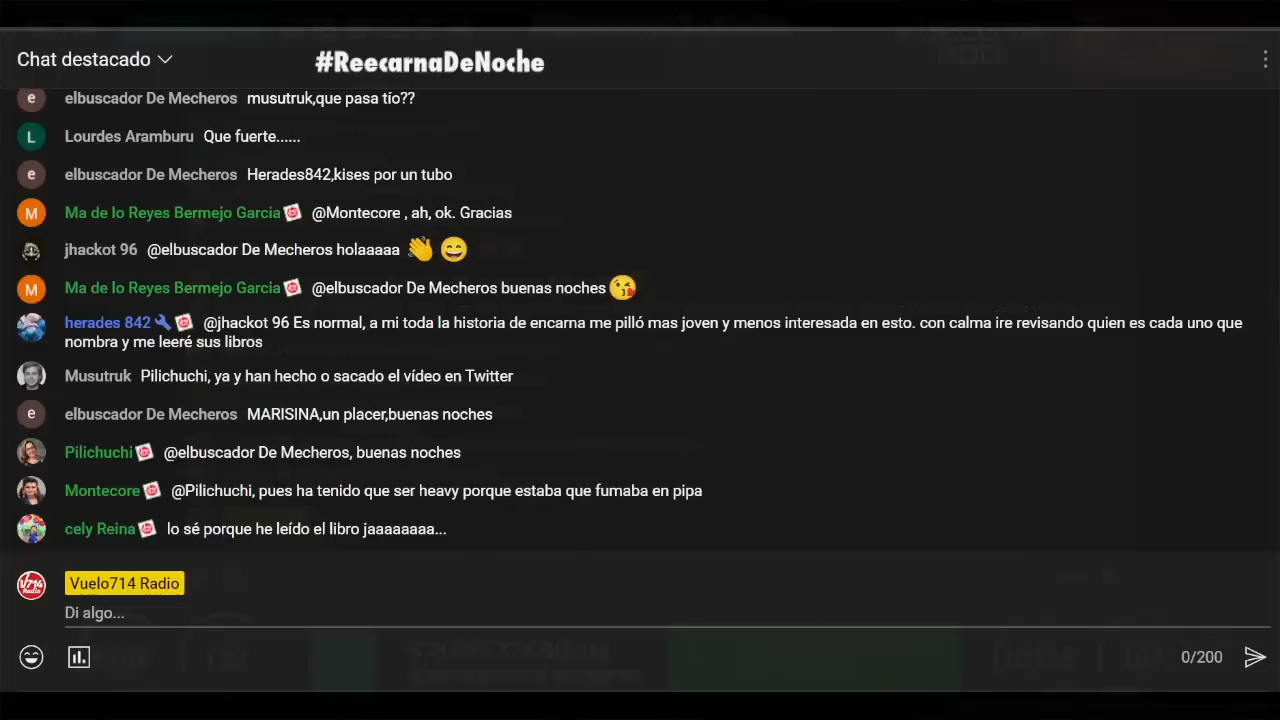 Chat destacado
#ReecarnaDeNoche
e elbuscador De Mecheros musutruk,que pasa tío??
L Lourdes Aramburu Que fuerte......
e elbuscador De Mecheros Herades842,kises por un tubo
M Ma de lo Reyes Bermejo Garcia @Montecore , ah, ok. Gracias
jhackot 96 @elbuscador De Mecheros holaaaaa 👋 😄
M Ma de lo Reyes Bermejo Garcia @elbuscador De Mecheros buenas noches 😘
herades 842 @jhackot 96 Es normal, a mi toda la historia de encarna me pilló mas joven y menos interesada en esto. con calma ire revisando quien es cada uno que
nombra y me leeré sus libros
Musutruk Pilichuchi, ya y han hecho o sacado el vídeo en Twitter
e elbuscador De Mecheros MARISINA,un placer,buenas noches
Pilichuchi @elbuscador De Mecheros, buenas noches
Montecore @Pilichuchi, pues ha tenido que ser heavy porque estaba que fumaba en pipa
cely Reina lo sé porque he leído el libro jaaaaaaaa...
V714 Radio
Vuelo714 Radio
Di algo...
0/200